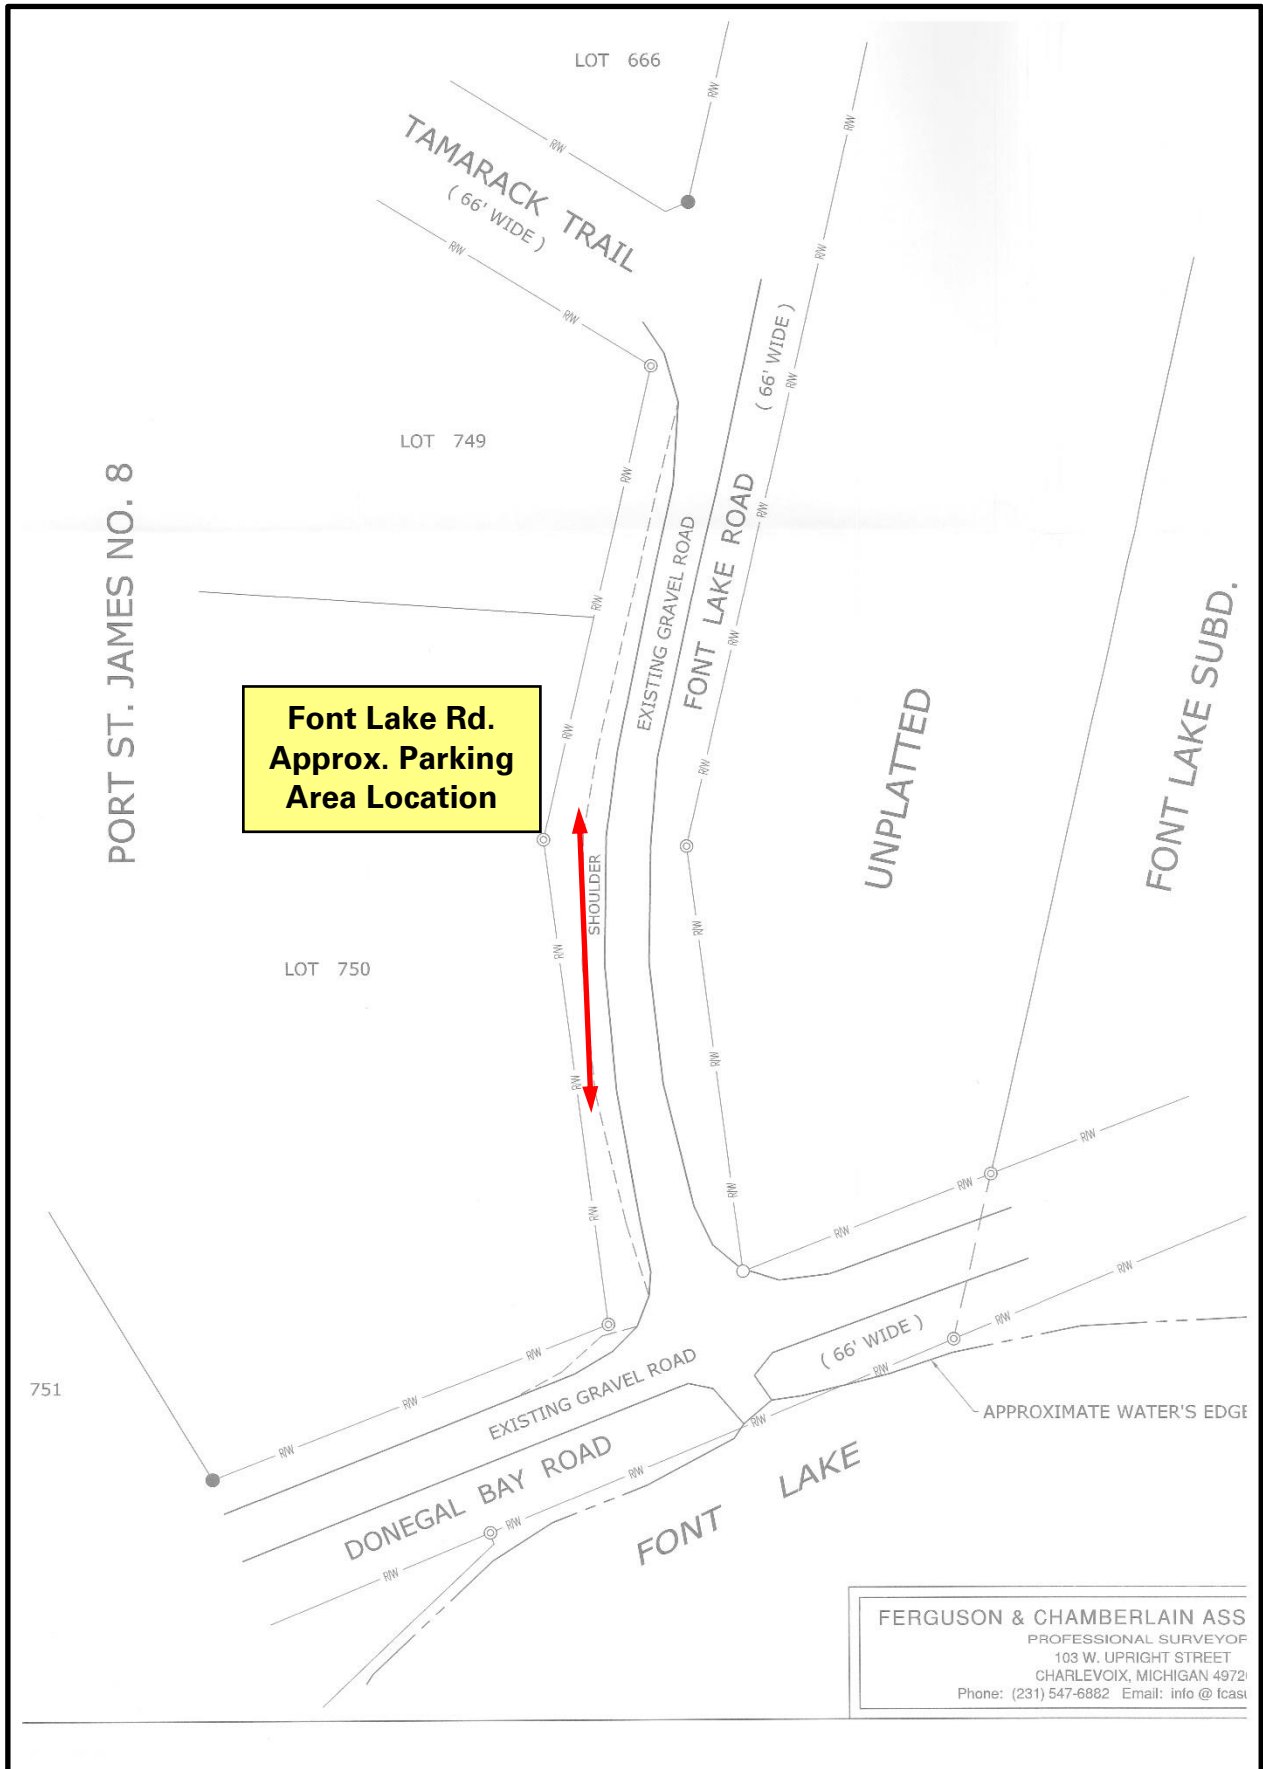 LOT 666
TAMARACK TRAIL
( 66' WIDE )
R/W
R/W
R/W
R/W
R/W
R/W
R/W
( 66' WIDE )
R/W
LOT 749
R/W
PORT ST. JAMES NO. 8
FONT LAKE ROAD
R/W
EXISTING GRAVEL ROAD
R/W
R/W
FONT LAKE SUBD.
Font Lake Rd.
Approx. Parking
Area Location
R/W
R/W
UNPLATTED
SHOULDER
R/W
R/W
LOT 750
R/W
R/W
R/W
R/W
R/W
R/W
R/W
R/W
R/W
( 66' WIDE )
R/W
R/W
R/W
751
EXISTING GRAVEL ROAD
R/W
APPROXIMATE WATER'S EDGE
R/W
R/W
DONEGAL BAY ROAD
R/W
R/W
R/W
FONT LAKE
FERGUSON & CHAMBERLAIN ASS
PROFESSIONAL SURVEYOR
103 W. UPRIGHT STREET
CHARLEVOIX, MICHIGAN 4972
Phone: (231) 547-6882 Email: info @ fcasu